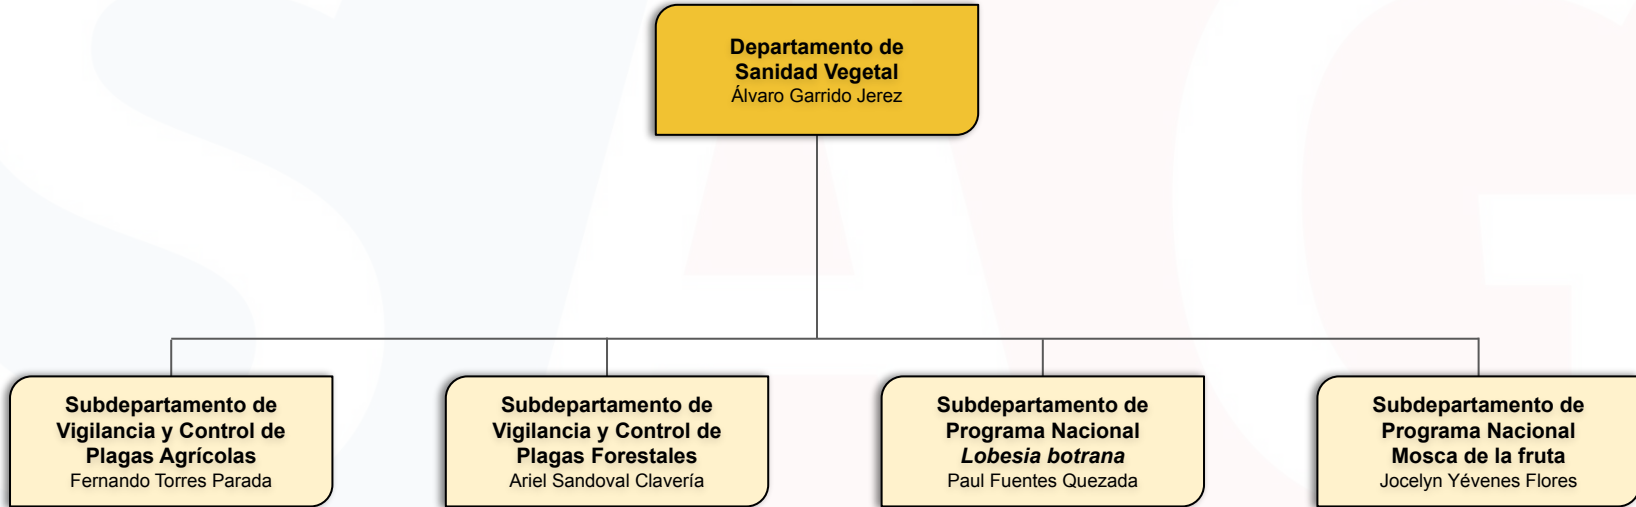 Departamento de
Sanidad Vegetal
Álvaro Garrido Jerez
Subdepartamento de
Vigilancia y Control de
Plagas Agrícolas
Fernando Torres Parada
Subdepartamento de
Vigilancia y Control de
Plagas Forestales
Ariel Sandoval Clavería
Subdepartamento de
Programa Nacional
Lobesia botrana
Paul Fuentes Quezada
Subdepartamento de
Programa Nacional
Mosca de la fruta
Jocelyn Yévenes Flores
SAG